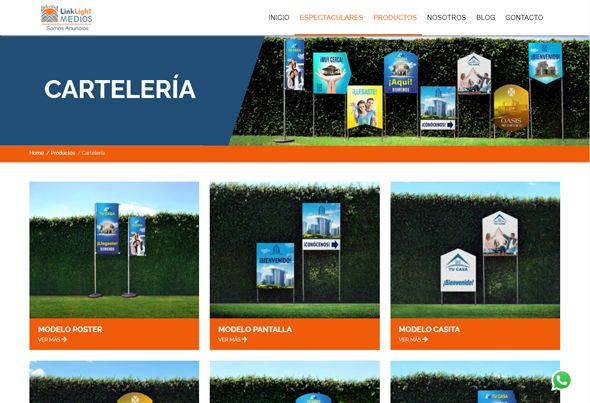 LinkLight
MEDIOS
Somos Anuncios
INICIO ESPECTACULARES PRODUCTOS NOSOTROS BLOG CONTACTO
CARTELERÍA
¡MUY CERCA!
¡LLEGASTE!
¡Aquí!
¡CONÓCENOS!
¡BIENVENIDO!
OASIS
Home / Productos / Cartelería
TU CASA
¡Llegaste!
¡BIENVENIDO!
¡CONÓCENOS!
TU CASA
¡Bienvenido!
TU CASA
MODELO POSTER
VER MÁS
MODELO PANTALLA
VER MÁS
MODELO CASITA
VER MÁS